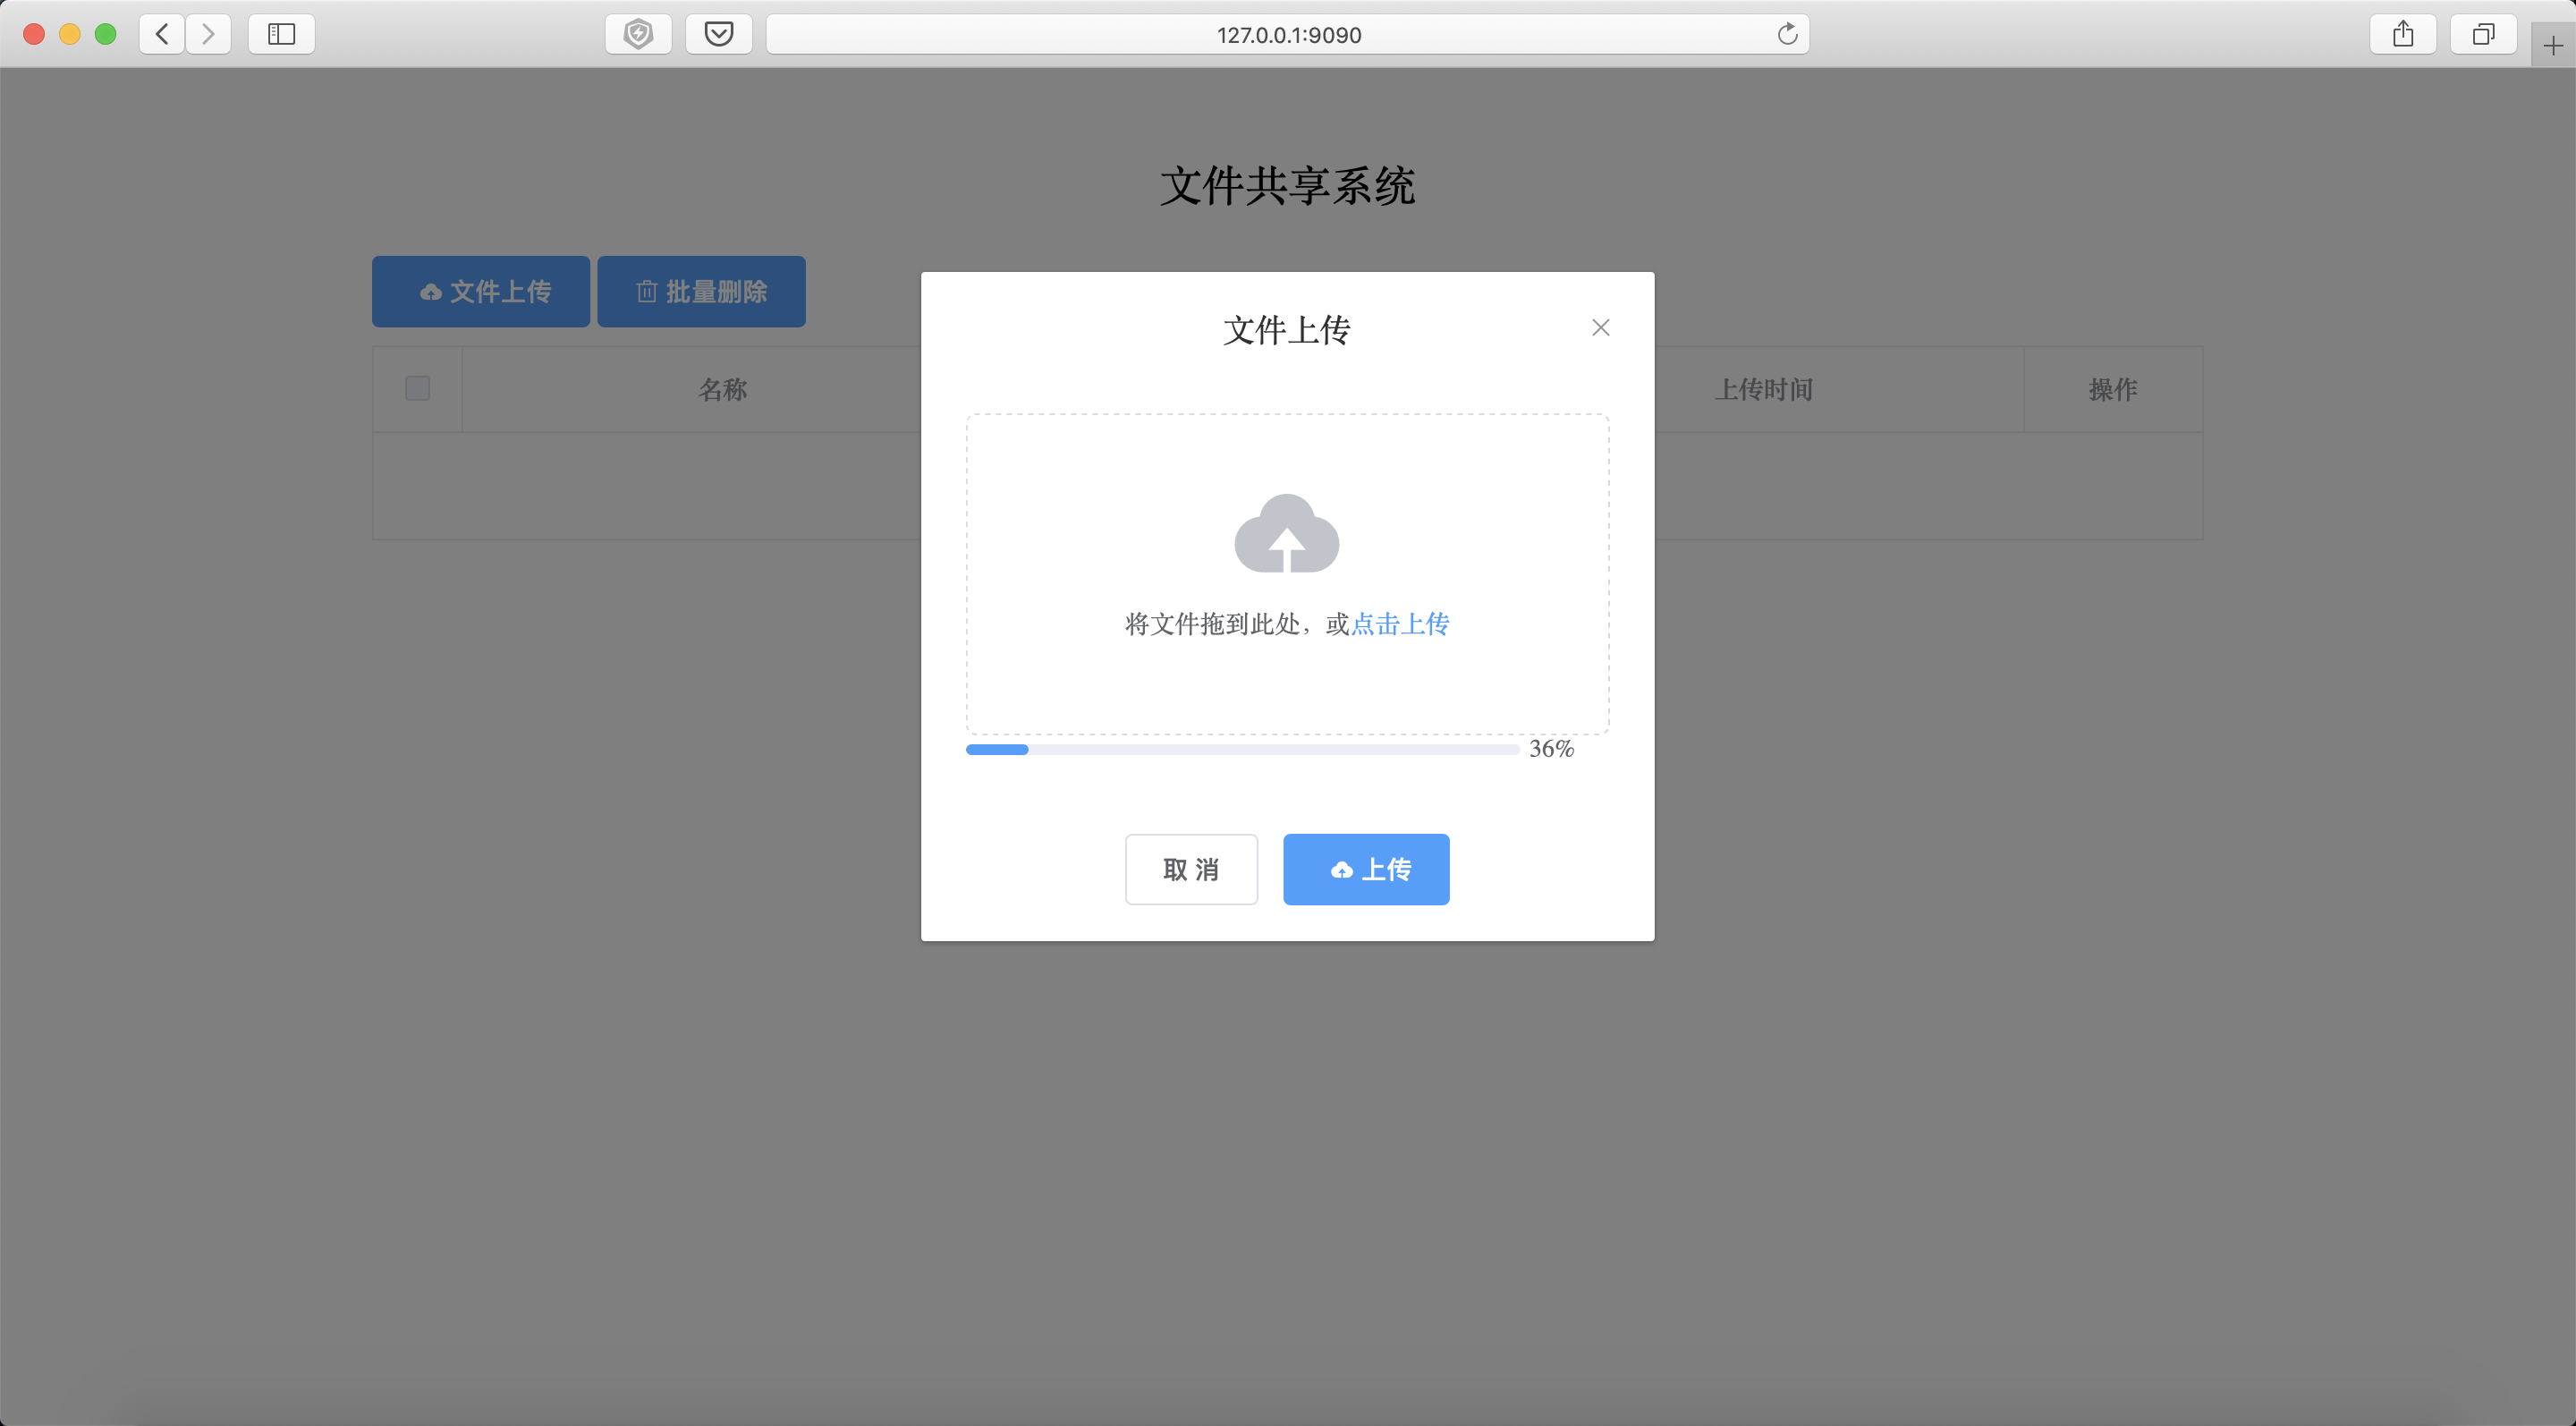 127.0.0.1:9090
文件共享系统
文件上传 批量删除
名称 上传时间 操作
文件上传
将文件拖到此处，或点击上传
36%
取 消 上传